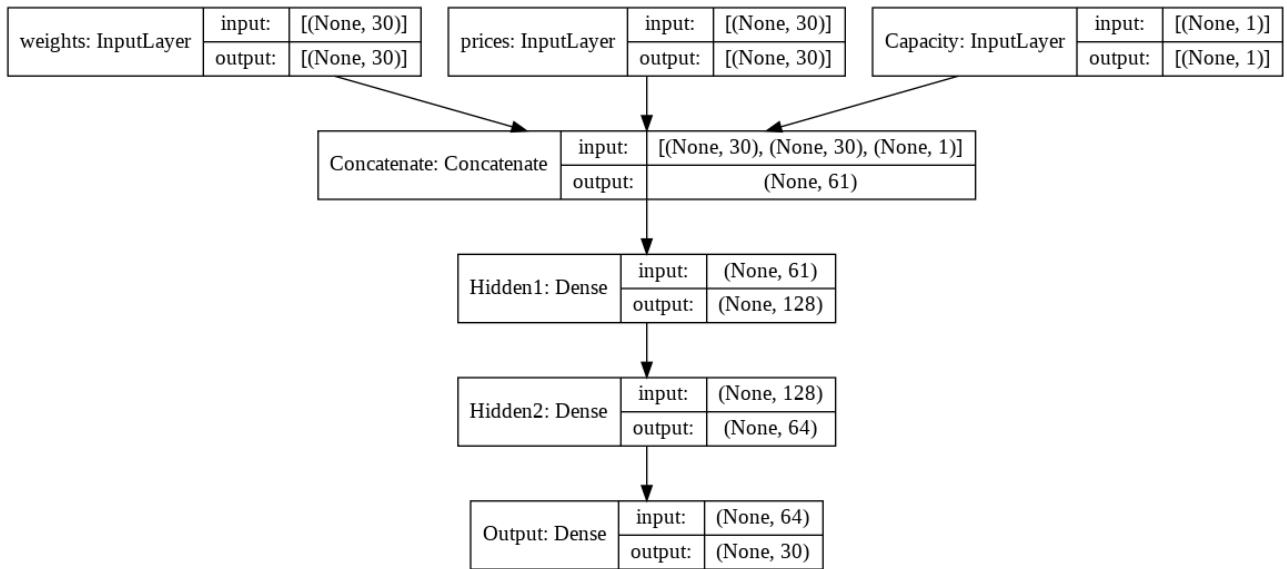 weights: InputLayer
input:
[(None, 30)]
output:
[(None, 30)]
prices: InputLayer
input:
[(None, 30)]
output:
[(None, 30)]
Capacity: InputLayer
input:
[(None, 1)]
output:
[(None, 1)]
Concatenate: Concatenate
input:
[(None, 30), (None, 30), (None, 1)]
output:
(None, 61)
Hidden1: Dense
input:
(None, 61)
output:
(None, 128)
Hidden2: Dense
input:
(None, 128)
output:
(None, 64)
Output: Dense
input:
(None, 64)
output:
(None, 30)